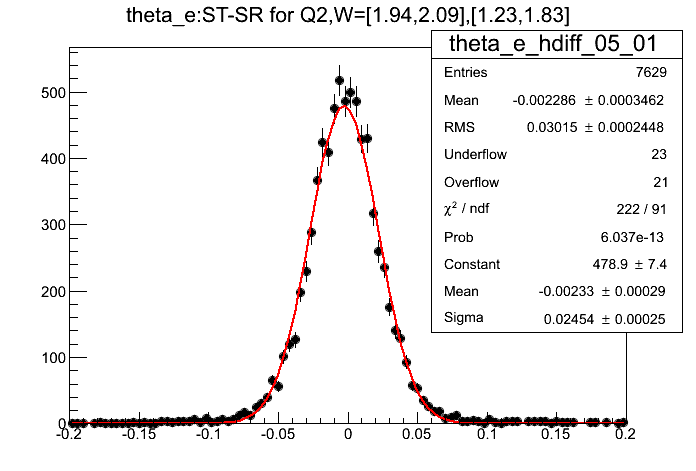 theta_e:ST-SR for Q2,W=[1.94,2.09],[1.23,1.83]
theta_e_hdiff_05_01
Entries 7629
Mean -0.002286 ± 0.0003462
RMS 0.03015 ± 0.0002448
Underflow 23
Overflow 21
χ² / ndf 222 / 91
Prob 6.037e-13
Constant 478.9 ± 7.4
Mean -0.00233 ± 0.00029
Sigma 0.02454 ± 0.00025
500
400
300
200
100
0
-0.2 -0.15 -0.1 -0.05 0 0.05 0.1 0.15 0.2